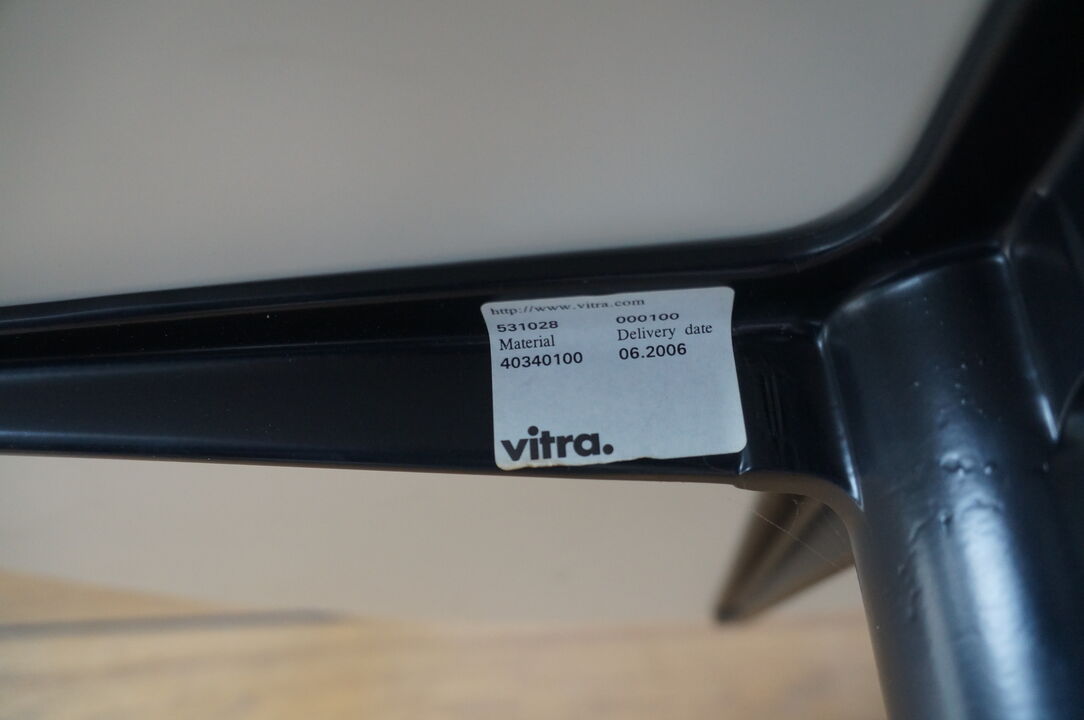 http://www.vitra.com
531028 000100
Material Delivery date
40340100 06.2006
vitra.